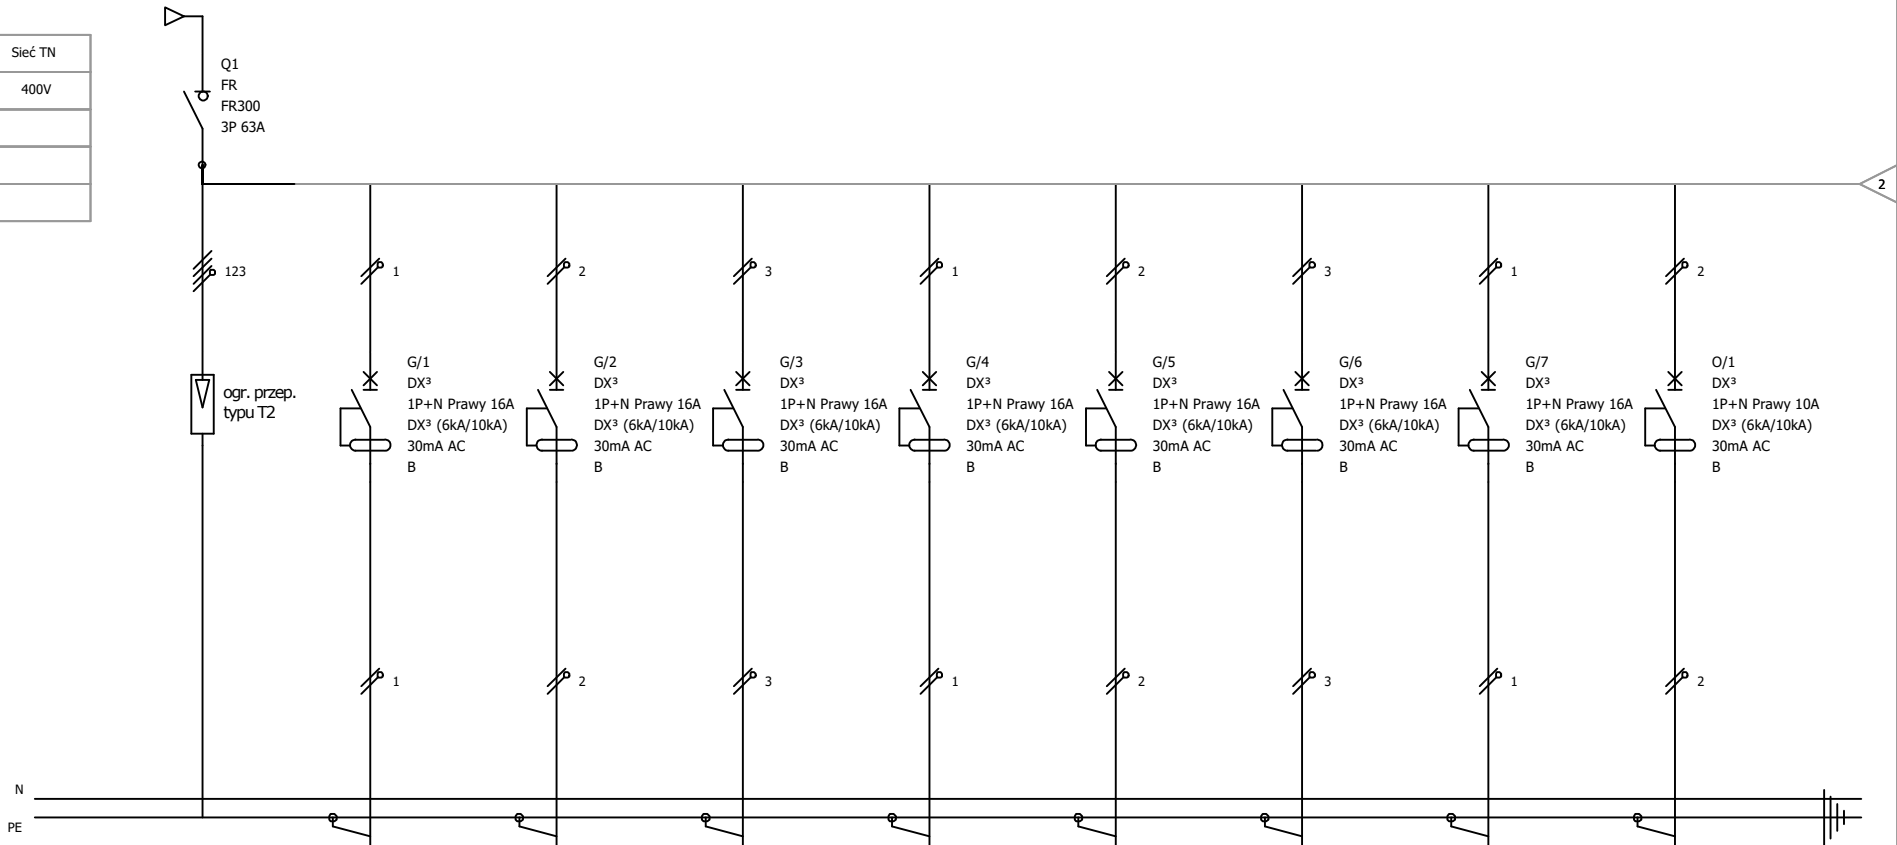 Sieć TN
400V
Q1
FR
FR300
3P 63A
2
123
1
2
3
1
2
3
1
2
ogr. przep.
typu T2
G/1
DX³
1P+N Prawy 16A
DX³ (6kA/10kA)
30mA AC
B
G/2
DX³
1P+N Prawy 16A
DX³ (6kA/10kA)
30mA AC
B
G/3
DX³
1P+N Prawy 16A
DX³ (6kA/10kA)
30mA AC
B
G/4
DX³
1P+N Prawy 16A
DX³ (6kA/10kA)
30mA AC
B
G/5
DX³
1P+N Prawy 16A
DX³ (6kA/10kA)
30mA AC
B
G/6
DX³
1P+N Prawy 16A
DX³ (6kA/10kA)
30mA AC
B
G/7
DX³
1P+N Prawy 16A
DX³ (6kA/10kA)
30mA AC
B
O/1
DX³
1P+N Prawy 10A
DX³ (6kA/10kA)
30mA AC
B
1
2
3
1
2
3
1
2
N
PE